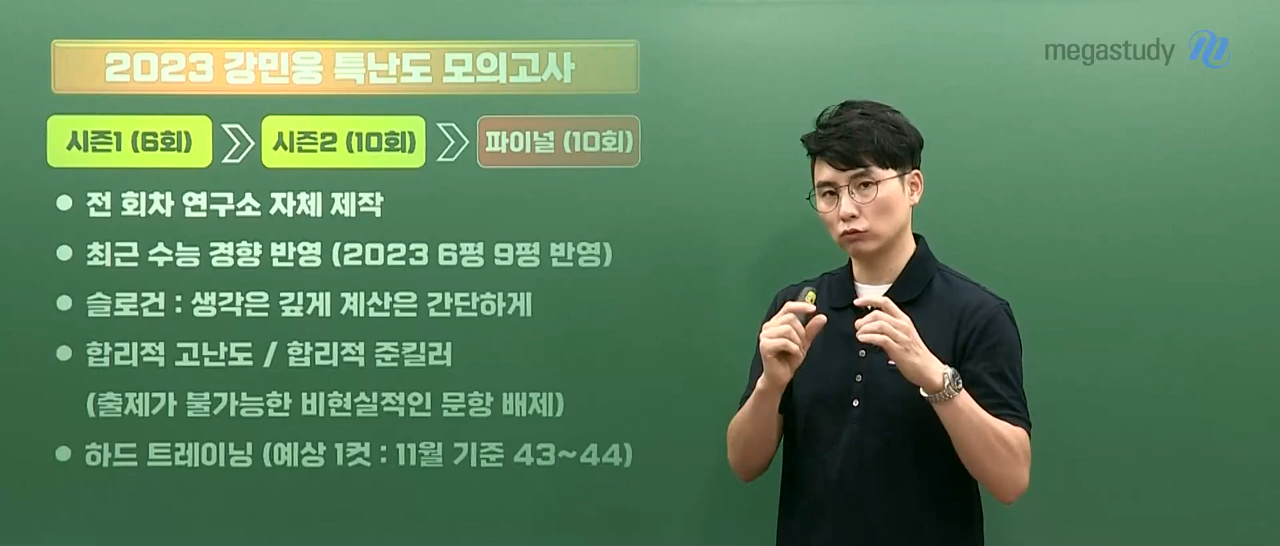 2023 강민웅 특난도 모의고사
megastudy
시즌1 (6회) 시즌2 (10회) 파이널 (10회)
● 전 회차 연구소 자체 제작
● 최근 수능 경향 반영 (2023 6평 9평 반영)
● 슬로건 : 생각은 깊게 계산은 간단하게
● 합리적 고난도 / 합리적 준킬러
(출제가 불가능한 비현실적인 문항 배제)
● 하드 트레이닝 (예상 1컷 : 11월 기준 43~44)